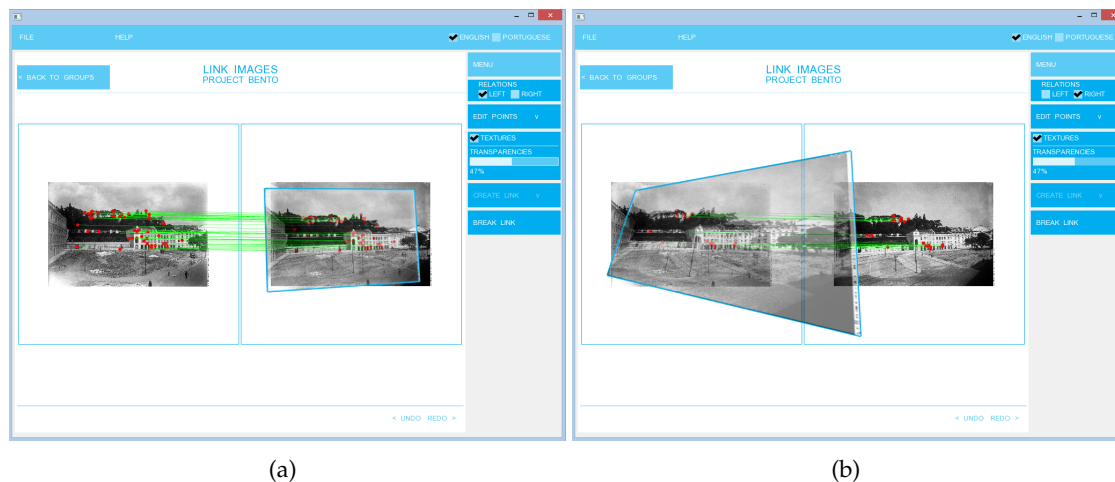 FILE HELP ENGLISH PORTUGUESE
< BACK TO GROUPS
LINK IMAGES
PROJECT BENTO
MENU
RELATIONS
LEFT RIGHT
EDIT POINTS v
TEXTURES
TRANSPARENCIES
47%
CREATE LINK v
BREAK LINK
< UNDO REDO >
(a)
FILE HELP ENGLISH PORTUGUESE
< BACK TO GROUPS
LINK IMAGES
PROJECT BENTO
MENU
RELATIONS
LEFT RIGHT
EDIT POINTS v
TEXTURES
TRANSPARENCIES
47%
CREATE LINK v
BREAK LINK
< UNDO REDO >
(b)